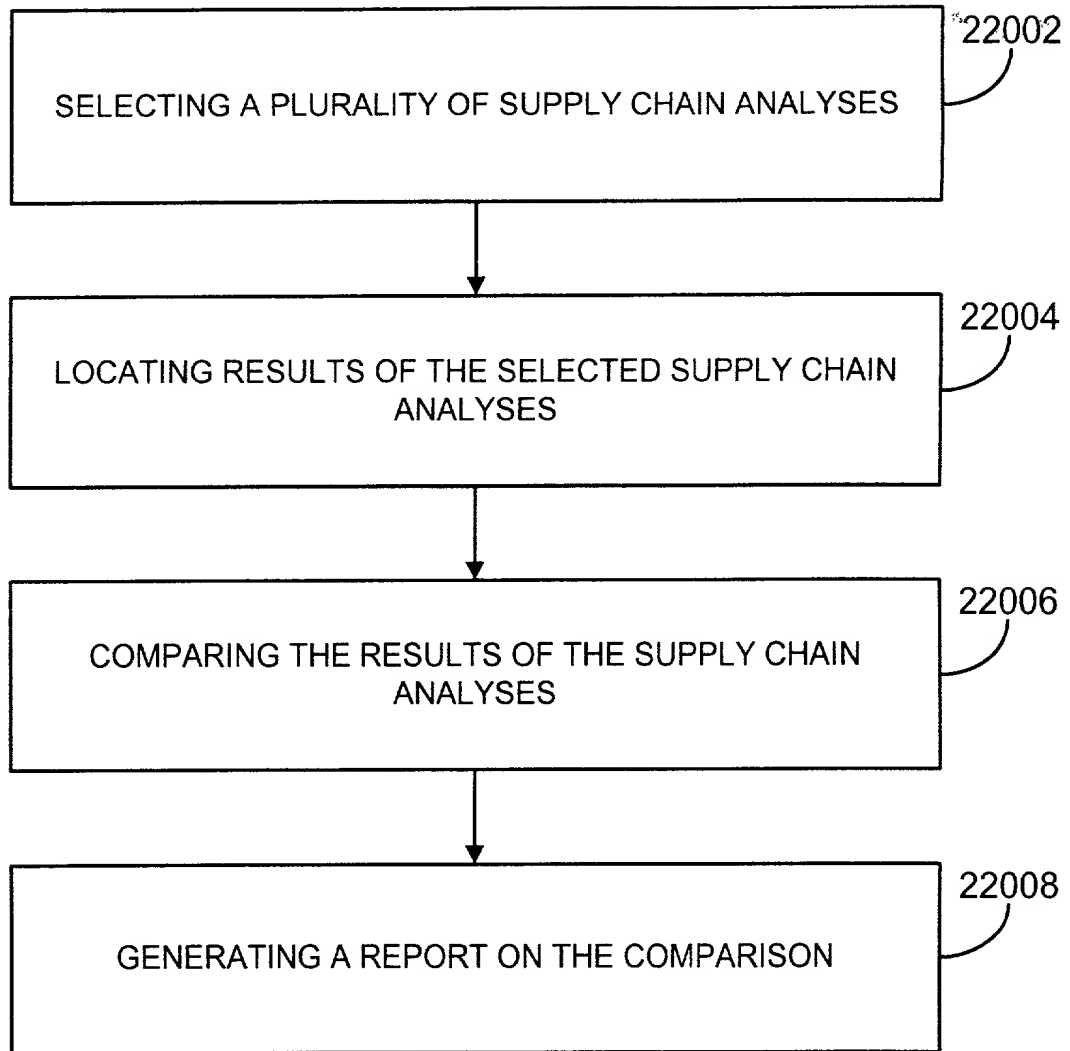 22002
SELECTING A PLURALITY OF SUPPLY CHAIN ANALYSES
22004
LOCATING RESULTS OF THE SELECTED SUPPLY CHAIN
ANALYSES
22006
COMPARING THE RESULTS OF THE SUPPLY CHAIN
ANALYSES
22008
GENERATING A REPORT ON THE COMPARISON